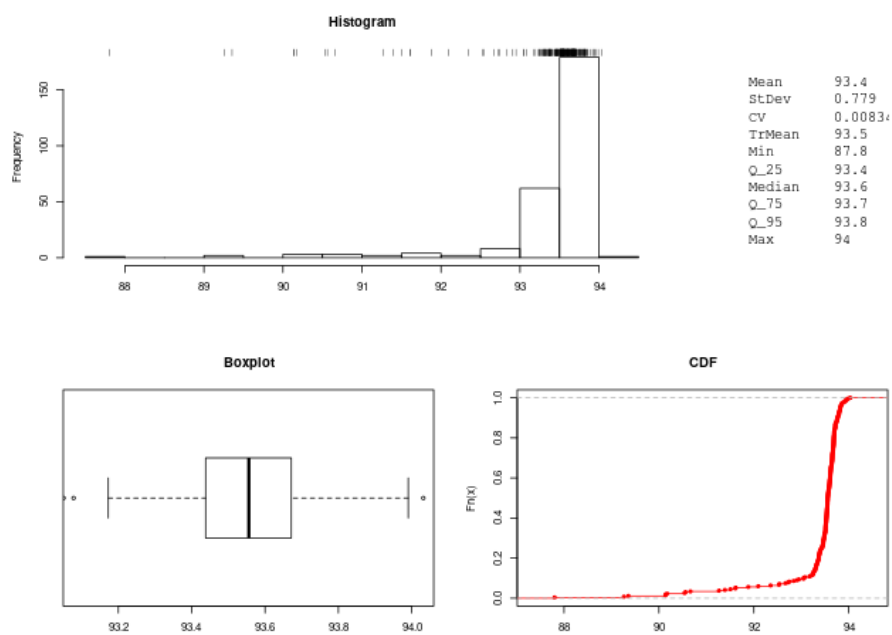 Histogram
Frequency
0 50 100 150
88 89 90 91 92 93 94
Mean 93.4
StDev 0.779
CV 0.00834
TrMean 93.5
Min 87.8
Q_25 93.4
Median 93.6
Q_75 93.7
Q_95 93.8
Max 94
Boxplot
93.2 93.4 93.6 93.8 94.0
CDF
Fn(x)
0.0 0.2 0.4 0.6 0.8 1.0
88 90 92 94